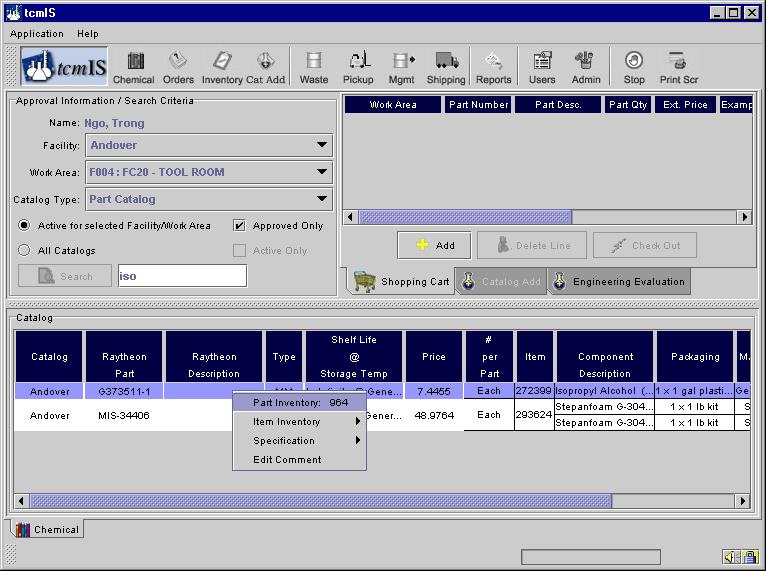 tcmIS
Application Help
tcmIS Chemical Orders Inventory Cat Add Waste Pickup Mgmt Shipping Reports Users Admin Stop Print Scr
Approval Information / Search Criteria
Name: Ngo, Trong
Facility: Andover
Work Area: F004 : FC20 - TOOL ROOM
Catalog Type: Part Catalog
Active for selected Facility/Work Area Approved Only
All Catalogs Active Only
Search iso
Work Area Part Number Part Desc. Part Qty Ext. Price Examp
Add Delete Line Check Out
Shopping Cart Catalog Add Engineering Evaluation
Catalog
Catalog Raytheon Part Raytheon Description Type Shelf Life @ Storage Temp Price # per Part Item Component Description Packaging M.
Andover G373511-1 7.4455 Each 272399 Isopropyl Alcohol (... 1 x 1 gal plasti... Ge
Andover MIS-34406 Gener... 48.9764 Each 293624 Stepanfoam G-304... 1 x 1 lb kit S
Stepanfoam G-304... 1 x 1 lb kit S
Part Inventory: 964
Item Inventory
Specification
Edit Comment
Chemical